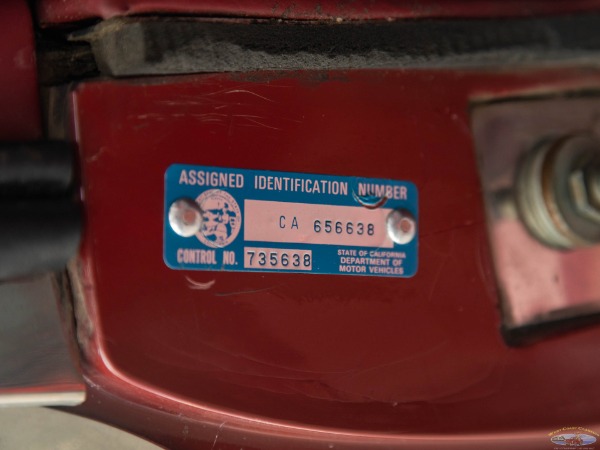 ASSIGNED IDENTIFICATION NUMBER
CA 656638
CONTROL NO. 735638
STATE OF CALIFORNIA
DEPARTMENT OF
MOTOR VEHICLES